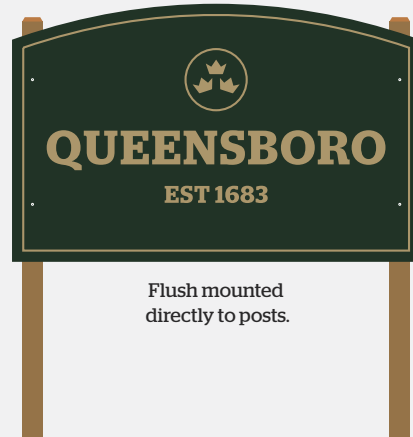 QUEENSBORO
EST 1683
Flush mounted
directly to posts.